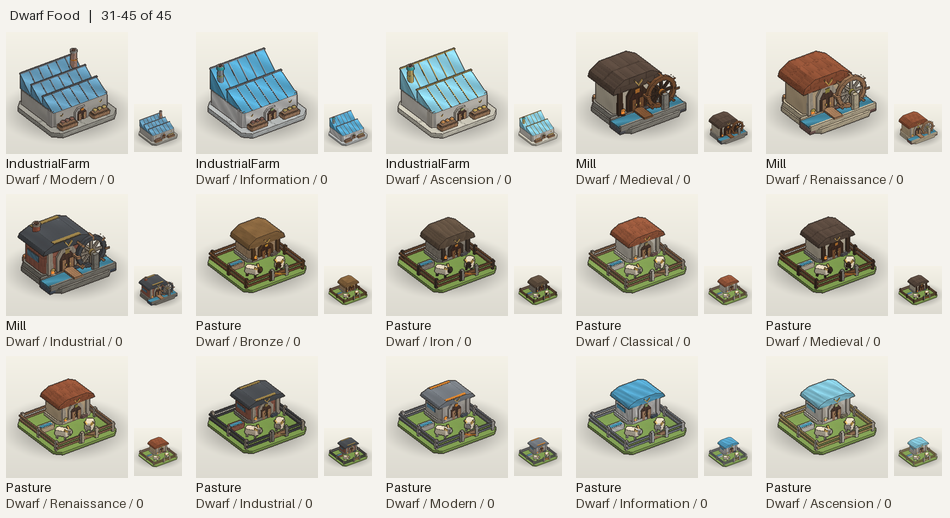 Dwarf Food | 31-45 of 45
IndustrialFarm
Dwarf / Modern / 0
IndustrialFarm
Dwarf / Information / 0
IndustrialFarm
Dwarf / Ascension / 0
Mill
Dwarf / Medieval / 0
Mill
Dwarf / Renaissance / 0
Mill
Dwarf / Industrial / 0
Pasture
Dwarf / Bronze / 0
Pasture
Dwarf / Iron / 0
Pasture
Dwarf / Classical / 0
Pasture
Dwarf / Medieval / 0
Pasture
Dwarf / Renaissance / 0
Pasture
Dwarf / Industrial / 0
Pasture
Dwarf / Modern / 0
Pasture
Dwarf / Information / 0
Pasture
Dwarf / Ascension / 0